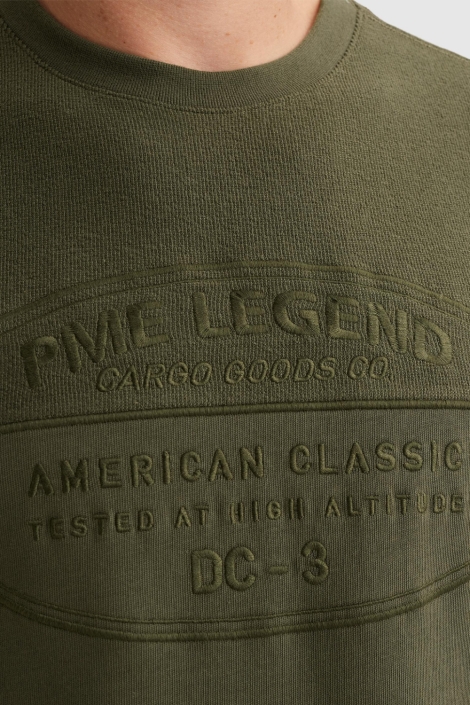 PME LEGEND
CARGO GOODS CO.
AMERICAN CLASSIC
TESTED AT HIGH ALTITUDE
DC-3